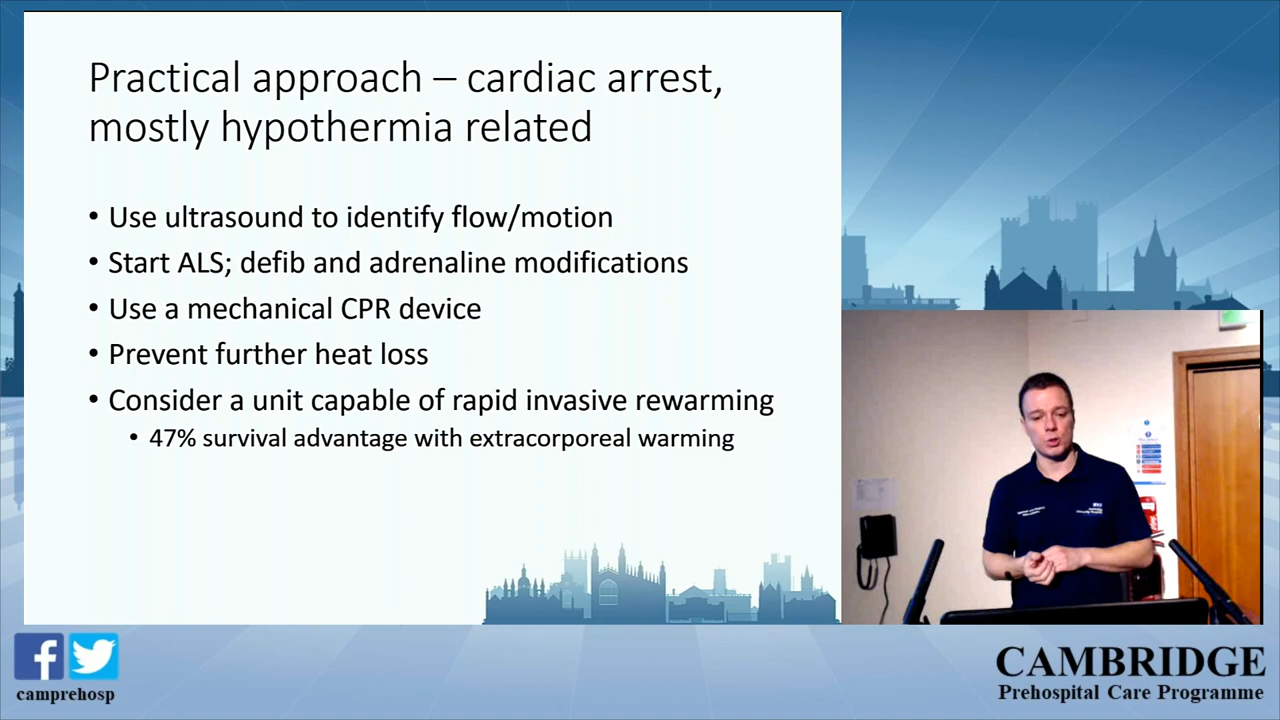 Practical approach – cardiac arrest,
mostly hypothermia related
• Use ultrasound to identify flow/motion
• Start ALS; defib and adrenaline modifications
• Use a mechanical CPR device
• Prevent further heat loss
• Consider a unit capable of rapid invasive rewarming
• 47% survival advantage with extracorporeal warming
camprehosp
CAMBRIDGE
Prehospital Care Programme